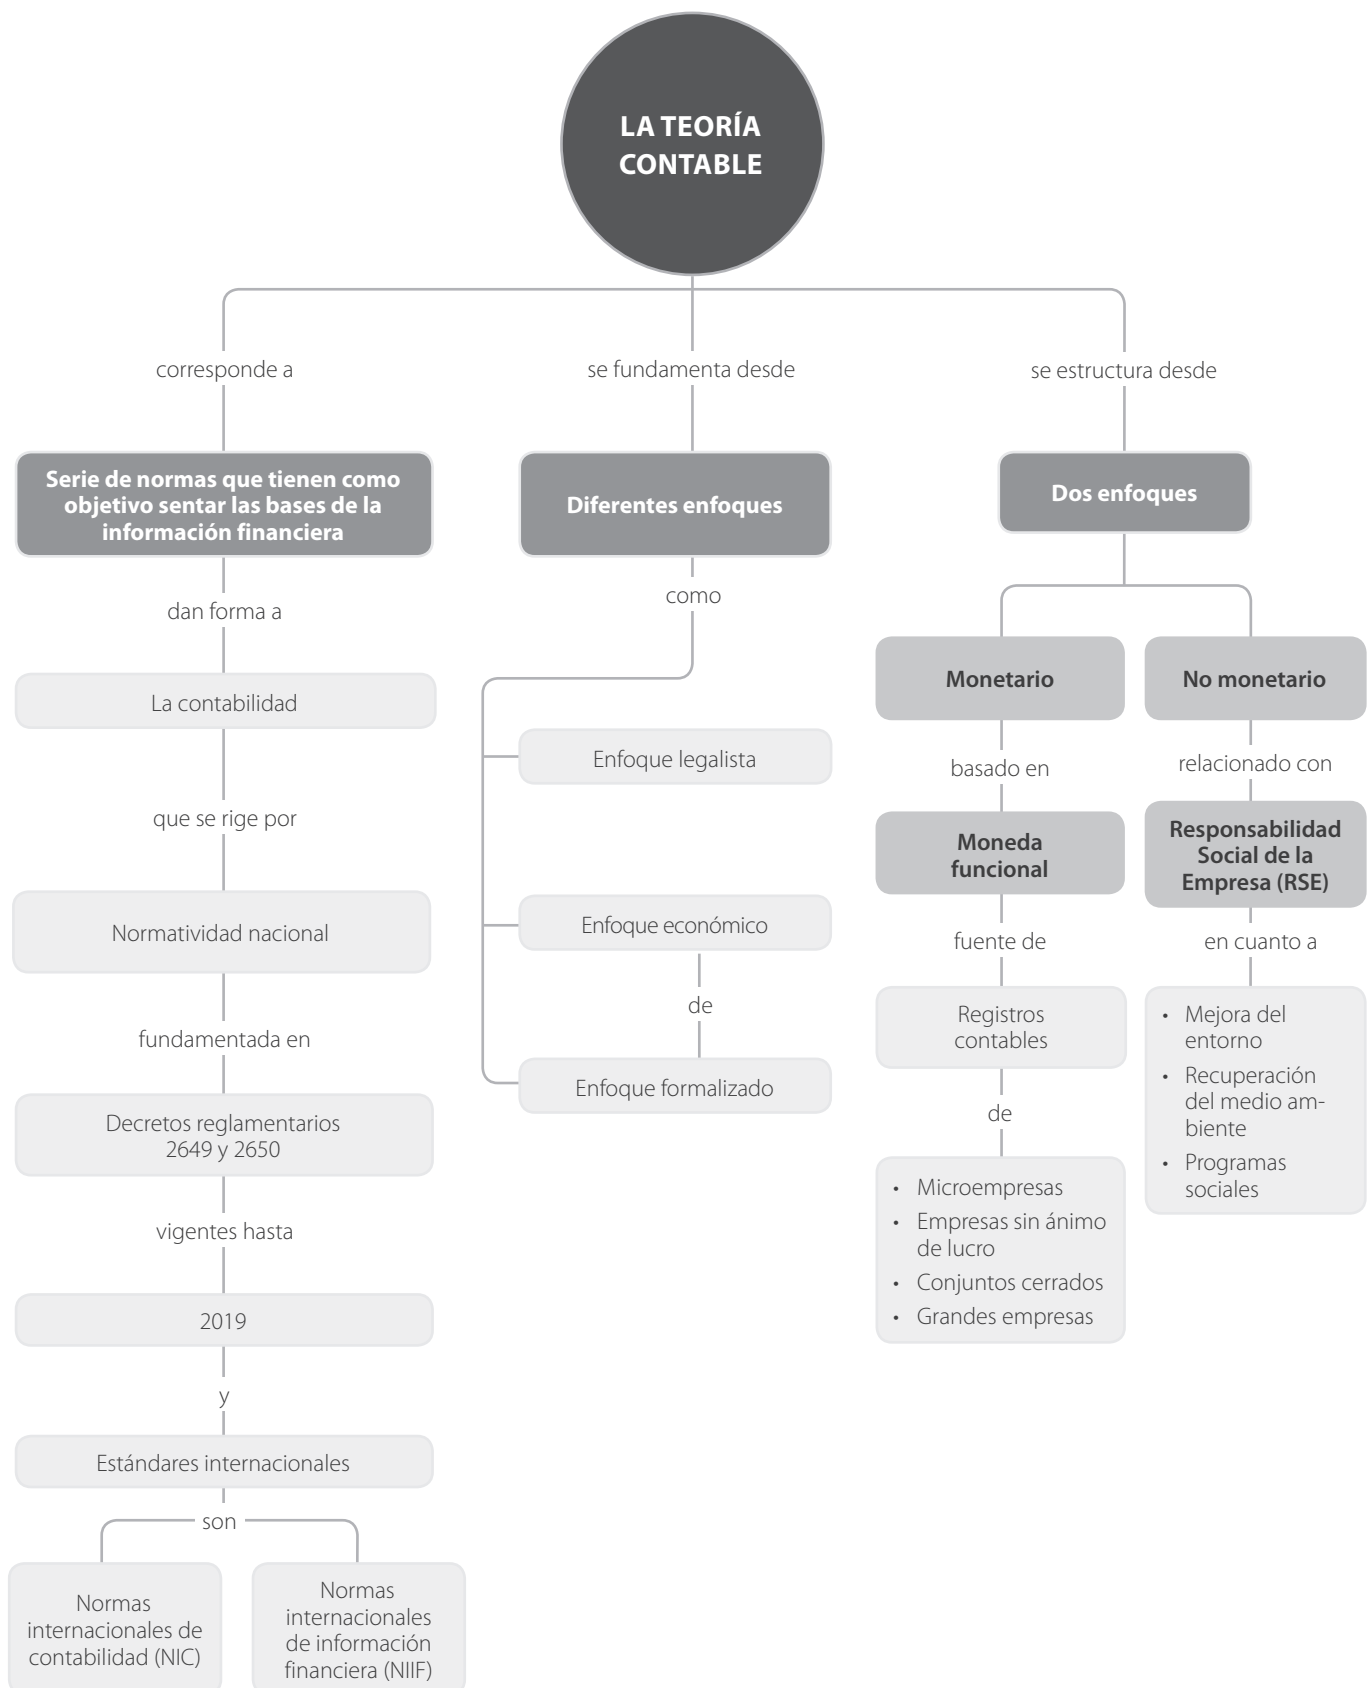 LA TEORÍA
CONTABLE
corresponde a
Serie de normas que tienen como
objetivo sentar las bases de la
información financiera
dan forma a
La contabilidad
que se rige por
Normatividad nacional
fundamentada en
Decretos reglamentarios
2649 y 2650
vigentes hasta
2019
y
Estándares internacionales
son
Normas
internacionales de
contabilidad (NIC)
Normas
internacionales
de información
financiera (NIIF)
se fundamenta desde
Diferentes enfoques
como
Enfoque legalista
Enfoque económico
de
Enfoque formalizado
se estructura desde
Dos enfoques
Monetario
basado en
Moneda
funcional
fuente de
Registros
contables
de
• Microempresas
• Empresas sin ánimo
de lucro
• Conjuntos cerrados
• Grandes empresas
No monetario
relacionado con
Responsabilidad
Social de la
Empresa (RSE)
en cuanto a
• Mejora del
entorno
• Recuperación
del medio am-
biente
• Programas
sociales